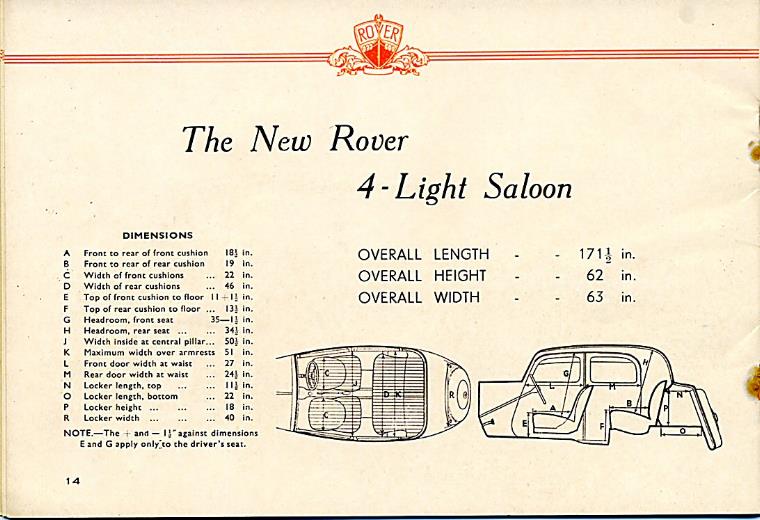 ROVER
The New Rover
4-Light Saloon
DIMENSIONS
A Front to rear of front cushion 18½ in.
B Front to rear of rear cushion 19 in.
C Width of front cushions ... 22 in.
D Width of rear cushions ... 46 in.
E Top of front cushion to floor 11+1½ in.
F Top of rear cushion to floor ... 13½ in.
G Headroom, front seat 35—1½ in.
H Headroom, rear seat ... ... 34½ in.
J Width inside at central pillar... 50½ in.
K Maximum width over armrests 51 in.
L Front door width at waist ... 27 in.
M Rear door width at waist ... 24½ in.
N Locker length, top ... ... 11½ in.
O Locker length, bottom ... 22 in.
P Locker height ... ... ... 18 in.
R Locker width ... ... ... 40 in.
NOTE.—The + and — 1½" against dimensions
E and G apply only to the driver's seat.
OVERALL LENGTH - - 171½ in.
OVERALL HEIGHT - - 62 in.
OVERALL WIDTH - - 63 in.
C
C
J
D K
R
L
G
M
H
A
B
E
F
N
P
O
14